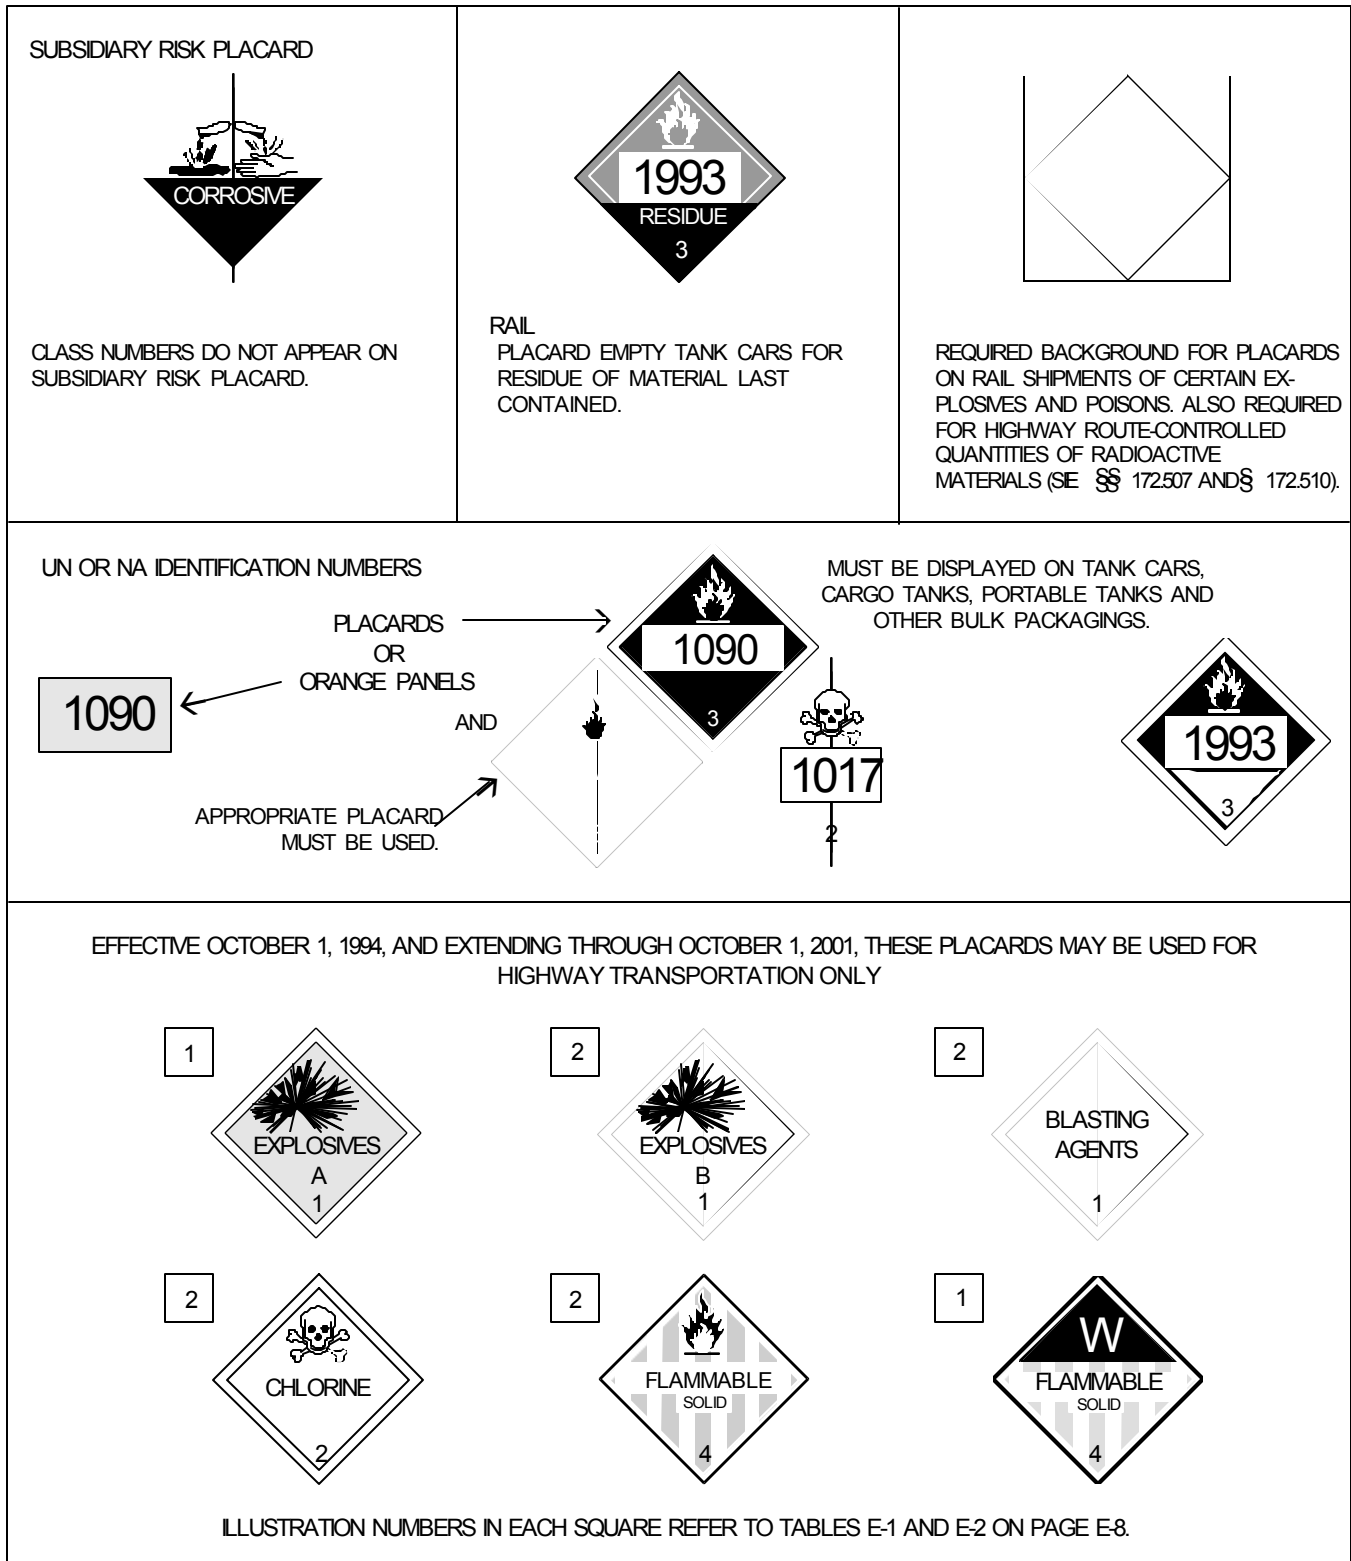 SUBSIDIARY RISK PLACARD
CORROSIVE
CLASS NUMBERS DO NOT APPEAR ON
SUBSIDIARY RISK PLACARD.
1993
RESIDUE
3
RAIL
PLACARD EMPTY TANK CARS FOR
RESIDUE OF MATERIAL LAST
CONTAINED.
REQUIRED BACKGROUND FOR PLACARDS
ON RAIL SHIPMENTS OF CERTAIN EX-
PLOSIVES AND POISONS. ALSO REQUIRED
FOR HIGHWAY ROUTE-CONTROLLED
QUANTITIES OF RADIOACTIVE
MATERIALS (SIE §§ 172.507 AND§ 172.510).
UN OR NA IDENTIFICATION NUMBERS
PLACARDS
OR
ORANGE PANELS
1090
AND
APPROPRIATE PLACARD
MUST BE USED.
1090
3
MUST BE DISPLAYED ON TANK CARS,
CARGO TANKS, PORTABLE TANKS AND
OTHER BULK PACKAGINGS.
1017
2
1993
3
EFFECTIVE OCTOBER 1, 1994, AND EXTENDING THROUGH OCTOBER 1, 2001, THESE PLACARDS MAY BE USED FOR
HIGHWAY TRANSPORTATION ONLY
1
EXPLOSIVES
A
1
2
EXPLOSIVES
B
1
2
BLASTING
AGENTS
1
2
CHLORINE
2
2
FLAMMABLE
SOLID
4
1
W
FLAMMABLE
SOLID
4
ILLUSTRATION NUMBERS IN EACH SQUARE REFER TO TABLES E-1 AND E-2 ON PAGE E-8.